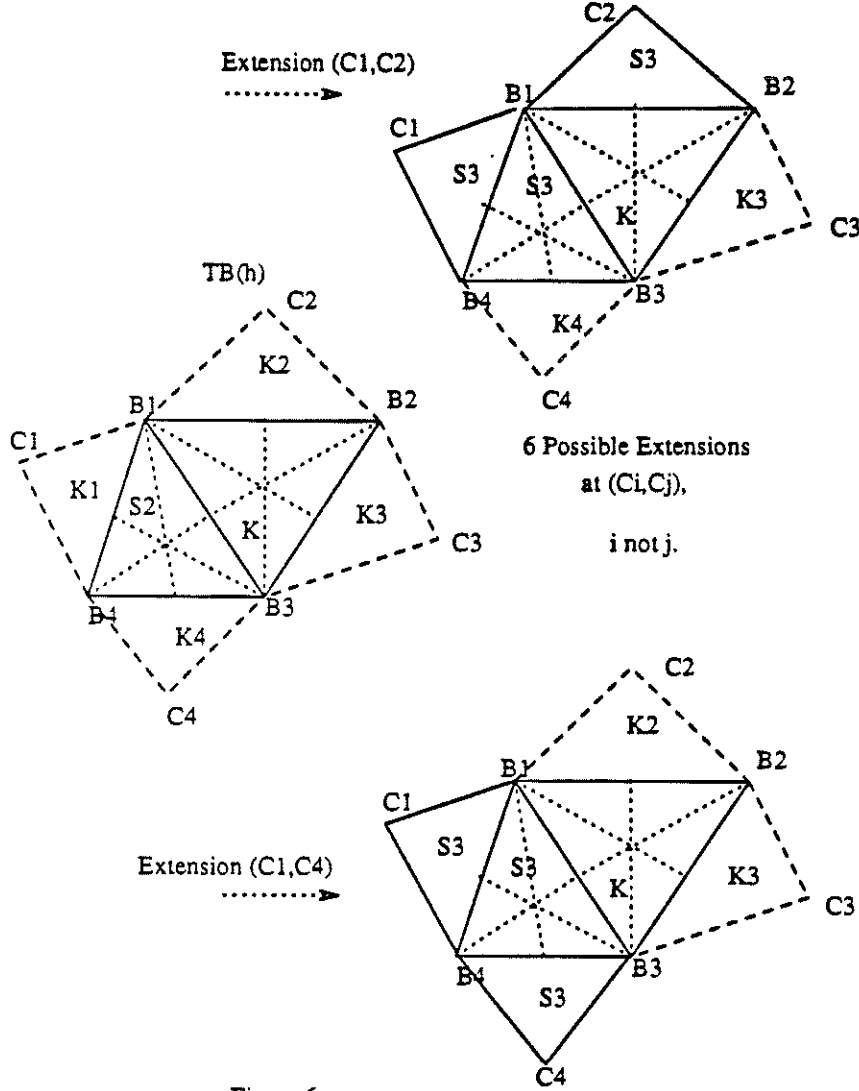 C2
Extension (C1,C2)
S3
B1
B2
C1
S3
S3
K
K3
C3
TB(h)
B4
B3
C2
K4
K2
C4
B1
B2
C1
6 Possible Extensions
at (Ci,Cj),
K1
S2
K
K3
C3
i not j.
B4
B3
K4
C4
C2
K2
B1
B2
C1
S3
S3
Extension (C1,C4)
K
K3
C3
B4
B3
S3
C4